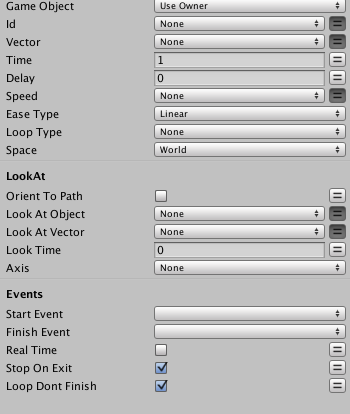 Game Object Use Owner
Id None
Vector None
Time 1
Delay 0
Speed None
Ease Type Linear
Loop Type None
Space World
LookAt
Orient To Path
Look At Object None
Look At Vector None
Look Time 0
Axis None
Events
Start Event
Finish Event
Real Time
Stop On Exit
Loop Dont Finish